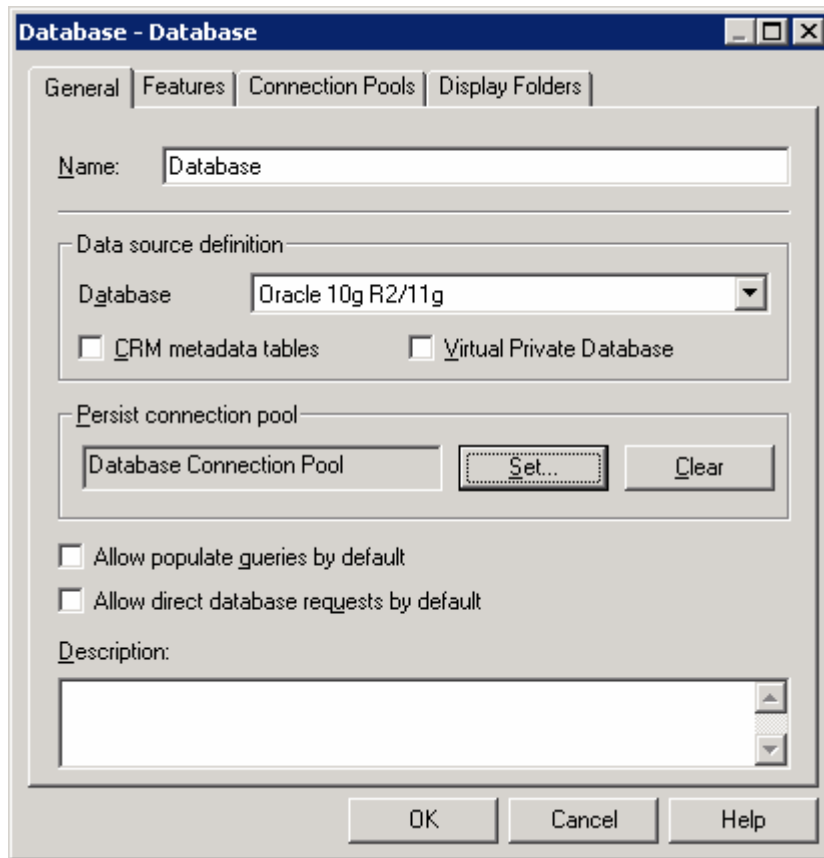 Database - Database
General Features Connection Pools Display Folders
Name: Database
Data source definition
Database Oracle 10g R2/11g
CRM metadata tables Virtual Private Database
Persist connection pool
Database Connection Pool Set... Clear
Allow populate queries by default
Allow direct database requests by default
Description:
OK Cancel Help